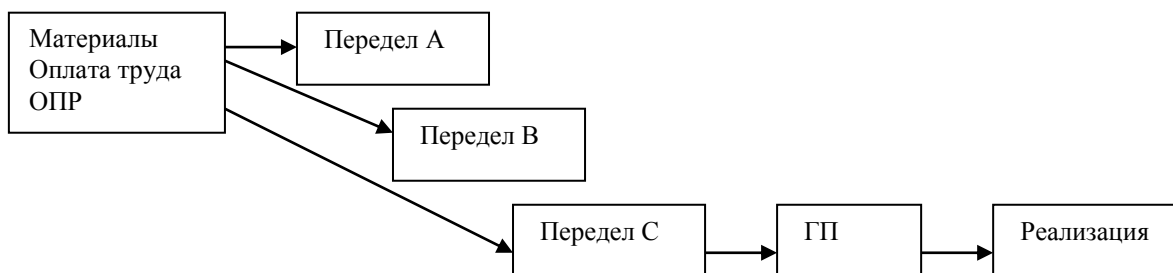 Материалы
Оплата труда
ОПР
Передел А
Передел В
Передел С
ГП
Реализация